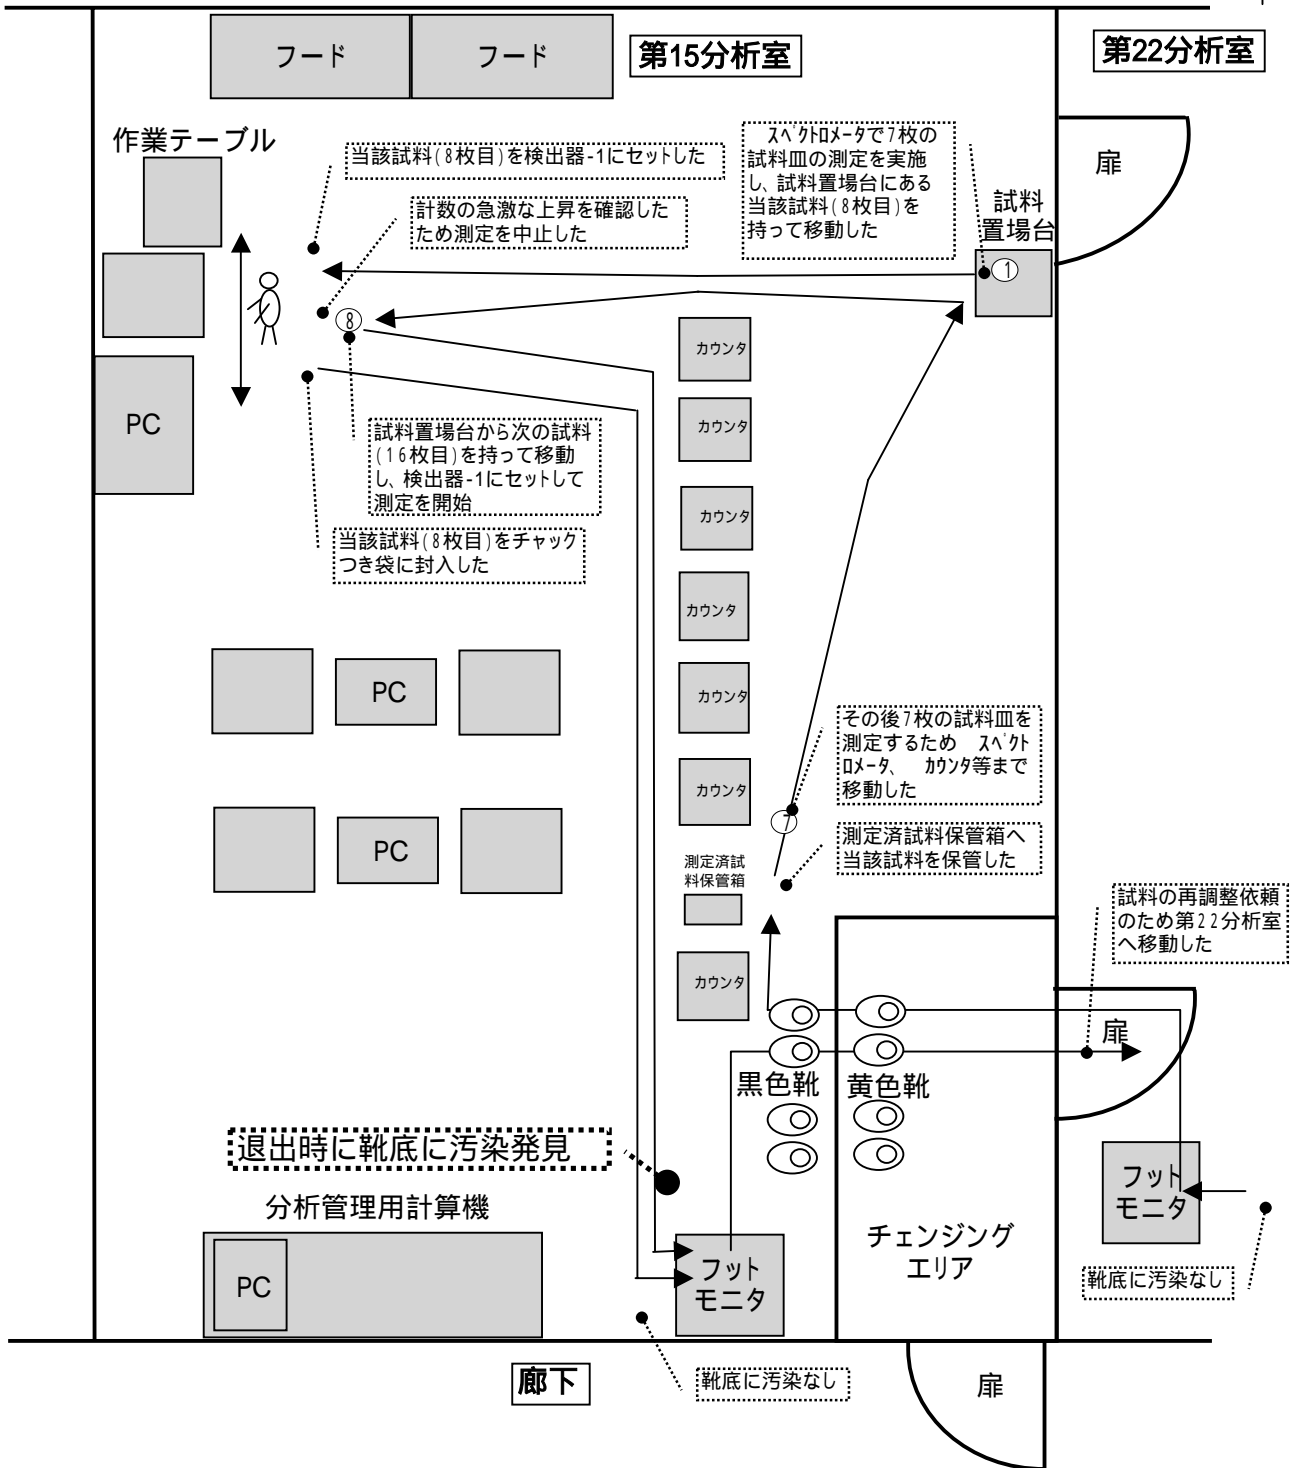 フード
フード
第15分析室
第22分析室
作業テーブル
当該試料(8枚目)を検出器-1にセットした
計数の急激な上昇を確認した
ため測定を中止した
スペクトロメータで7枚の
試料皿の測定を実施
し、試料置場台にある
当該試料(8枚目)を
持って移動した
試料
置場台
扉
①
⑧
PC
試料置場台から次の試料
(16枚目)を持って移動
し、検出器-1にセットして
測定を開始
当該試料(8枚目)をチャック
つき袋に封入した
カウンタ
カウンタ
カウンタ
カウンタ
カウンタ
カウンタ
PC
PC
その後7枚の試料皿を
測定するため スペクト
ロメータ、 カウンタ等まで
移動した
⑦
測定済試料保管箱へ
当該試料を保管した
測定済試
料保管箱
カウンタ
試料の再調整依頼
のため第22分析室
へ移動した
扉
黒色靴
黄色靴
退出時に靴底に汚染発見
分析管理用計算機
PC
フット
モニタ
チェンジング
エリア
フット
モニタ
靴底に汚染なし
廊下
靴底に汚染なし
扉